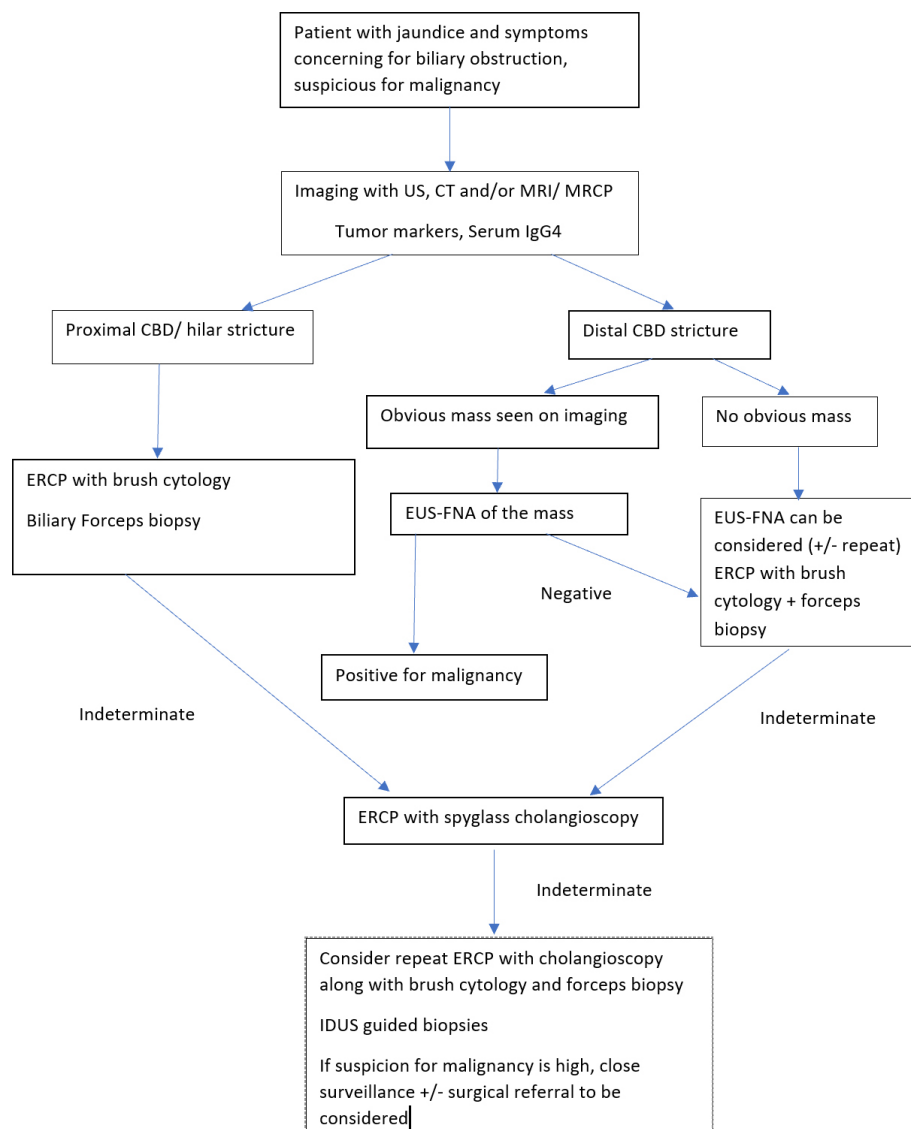 Patient with jaundice and symptoms
concerning for biliary obstruction,
suspicious for malignancy
Imaging with US, CT and/or MRI/ MRCP
Tumor markers, Serum IgG4
Proximal CBD/ hilar stricture
Distal CBD stricture
Obvious mass seen on imaging
No obvious mass
ERCP with brush cytology
Biliary Forceps biopsy
EUS-FNA of the mass
EUS-FNA can be
considered (+/- repeat)
ERCP with brush
cytology + forceps
biopsy
Negative
Positive for malignancy
Indeterminate
Indeterminate
ERCP with spyglass cholangioscopy
Indeterminate
Consider repeat ERCP with cholangioscopy
along with brush cytology and forceps biopsy
IDUS guided biopsies
If suspicion for malignancy is high, close
surveillance +/- surgical referral to be
considered